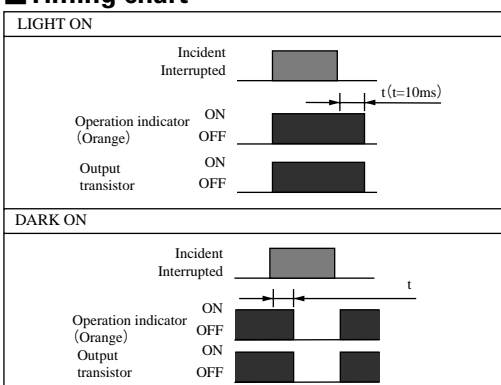 ■Timing chart
LIGHT ON
Incident
Interrupted
t(t=10ms)
Operation indicator
(Orange)
ON
OFF
Output
transistor
ON
OFF
DARK ON
Incident
Interrupted
t
Operation indicator
(Orange)
ON
OFF
Output
transistor
ON
OFF